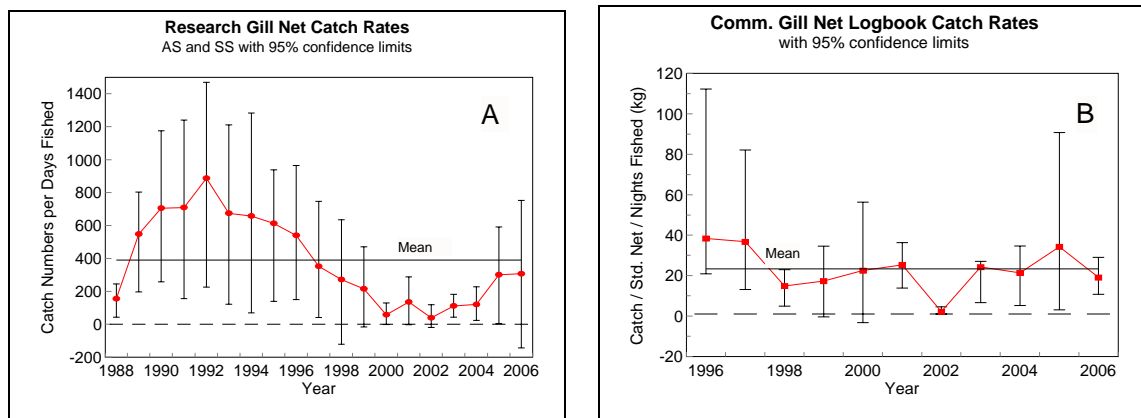 Research Gill Net Catch Rates
AS and SS with 95% confidence limits
Catch Numbers per Days Fished
1400
1200
1000
800
600
400
200
0
-200
A
Mean
1988 1990 1992 1994 1996 1998 2000 2002 2004 2006
Year
Comm. Gill Net Logbook Catch Rates
with 95% confidence limits
Catch / Std. Net / Nights Fished (kg)
120
100
80
60
40
20
0
-20
B
Mean
1996 1998 2000 2002 2004 2006
Year